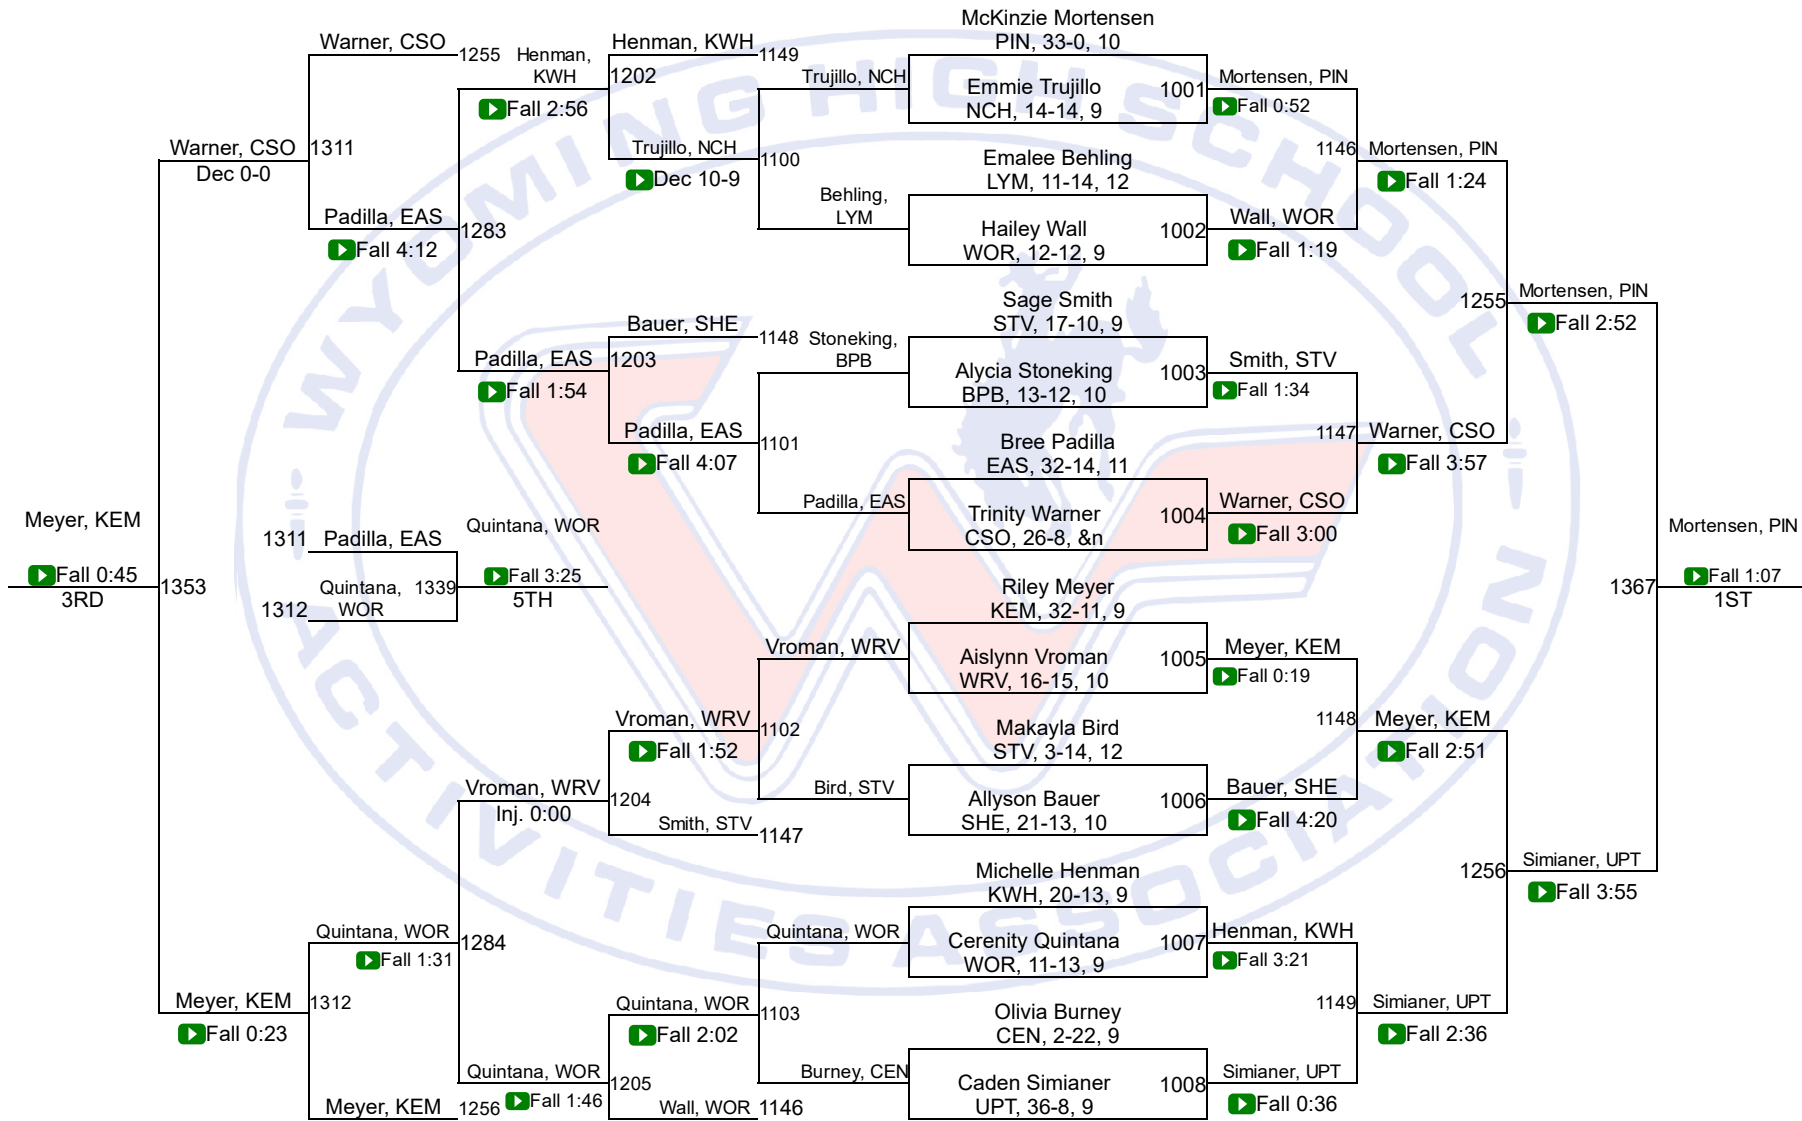 McKinzie Mortensen
PIN, 33-0, 10
Emmie Trujillo
NCH, 14-14, 9
1001
Emalee Behling
LYM, 11-14, 12
Hailey Wall
WOR, 12-12, 9
1002
Sage Smith
STV, 17-10, 9
Alycia Stoneking
BPB, 13-12, 10
1003
Bree Padilla
EAS, 32-14, 11
Trinity Warner
CSO, 26-8, &n
1004
Riley Meyer
KEM, 32-11, 9
Aislynn Vroman
WRV, 16-15, 10
1005
Makayla Bird
STV, 3-14, 12
Allyson Bauer
SHE, 21-13, 10
1006
Michelle Henman
KWH, 20-13, 9
Cerenity Quintana
WOR, 11-13, 9
1007
Olivia Burney
CEN, 2-22, 9
Caden Simianer
UPT, 36-8, 9
1008
Mortensen, PIN
Fall 0:52
Wall, WOR
Fall 1:19
Smith, STV
Fall 1:34
Warner, CSO
Fall 3:00
Meyer, KEM
Fall 0:19
Bauer, SHE
Fall 4:20
Henman, KWH
Fall 3:21
Simianer, UPT
Fall 0:36
1146
Mortensen, PIN
Fall 1:24
1147
Warner, CSO
Fall 3:57
1148
Meyer, KEM
Fall 2:51
1149
Simianer, UPT
Fall 2:36
1255
Mortensen, PIN
Fall 2:52
1256
Simianer, UPT
Fall 3:55
1367
Mortensen, PIN
Fall 1:07
1ST
Trujillo, NCH
Behling,
LYM
1100
Stoneking,
BPB
Padilla, EAS
1101
Vroman, WRV
Bird, STV
1102
Quintana, WOR
Burney, CEN
1103
Henman, KWH
1149
Trujillo, NCH
Dec 10-9
1202
Bauer, SHE
1148
Padilla, EAS
Fall 4:07
1203
Vroman, WRV
Fall 1:52
Smith, STV
1147
1204
Quintana, WOR
Fall 2:02
Wall, WOR
1146
1205
Henman,
KWH
Fall 2:56
Padilla, EAS
Fall 1:54
1283
Vroman, WRV
Inj. 0:00
Quintana, WOR
Fall 1:46
1284
Warner, CSO
1255
Padilla, EAS
Fall 4:12
1311
Quintana, WOR
Fall 1:31
Meyer, KEM
1256
1312
Warner, CSO
Dec 0-0
Meyer, KEM
Fall 0:23
1353
Meyer, KEM
Fall 0:45
3RD
1311
Padilla, EAS
1312
Quintana,
WOR
1339
Quintana, WOR
Fall 3:25
5TH
WYOMING HIGH SCHOOL
ACTIVITIES ASSOCIATION